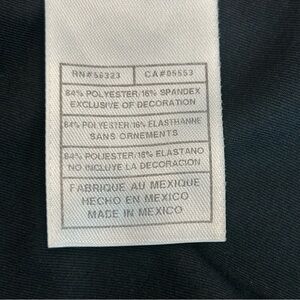 RN#56323 CA#05553
84% POLYESTER/16% SPANDEX
EXCLUSIVE OF DECORATION
84% POLYESTER/16% ELASTHANNE
SANS ORNEMENTS
84% POLIESTER/16% ELASTANO
NO INCLUYE LA DECORACION
FABRIQUE AU MEXIQUE
HECHO EN MEXICO
MADE IN MEXICO